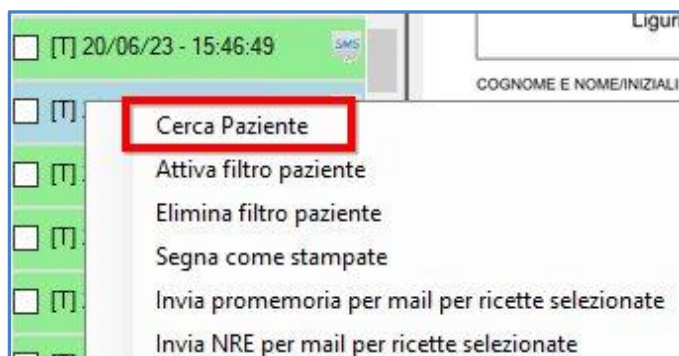 [T] 20/06/23 - 15:46:49 SMS
Liguri
COGNOME E NOME/INIZIALI
[T]
Cerca Paziente
[T]
Attiva filtro paziente
Elimina filtro paziente
[T]
Segna come stampate
[T]
Invia promemoria per mail per ricette selezionate
Invia NRE per mail per ricette selezionate